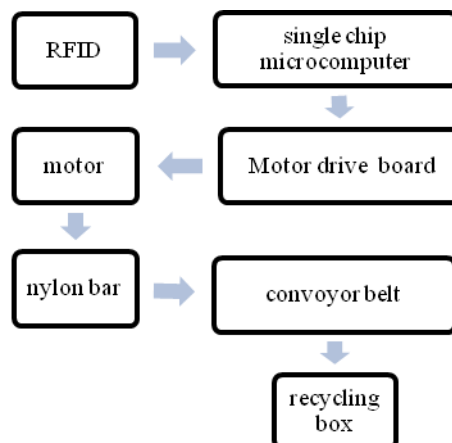 RFID
single chip
microcomputer
motor
Motor drive board
nylon bar
convoyor belt
recycling
box